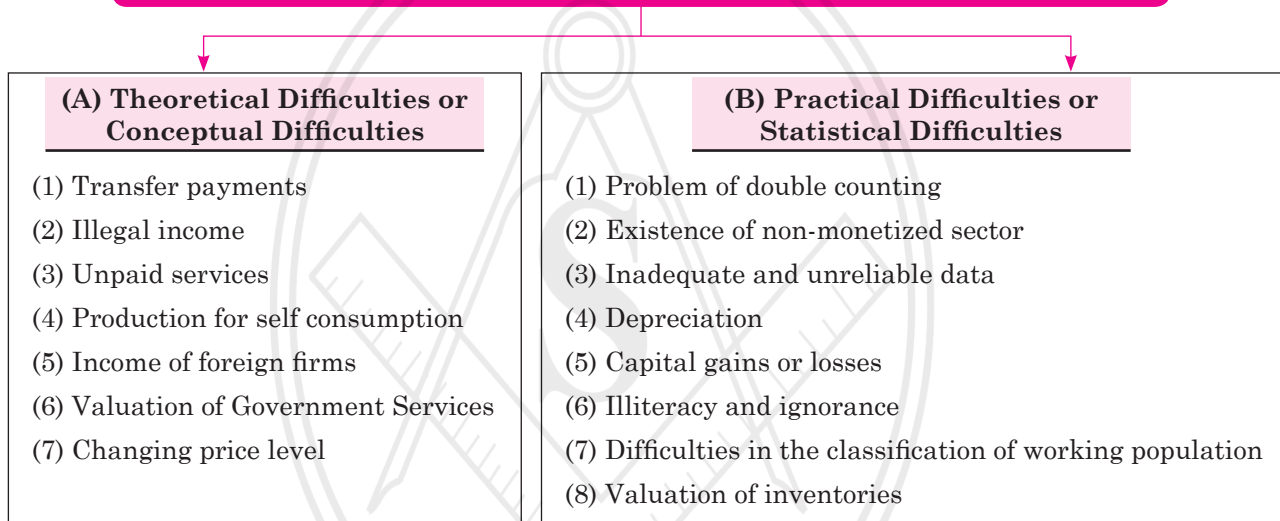 (A) Theoretical Difficulties or
Conceptual Difficulties
(1) Transfer payments
(2) Illegal income
(3) Unpaid services
(4) Production for self consumption
(5) Income of foreign firms
(6) Valuation of Government Services
(7) Changing price level
(B) Practical Difficulties or
Statistical Difficulties
(1) Problem of double counting
(2) Existence of non-monetized sector
(3) Inadequate and unreliable data
(4) Depreciation
(5) Capital gains or losses
(6) Illiteracy and ignorance
(7) Difficulties in the classification of working population
(8) Valuation of inventories
S